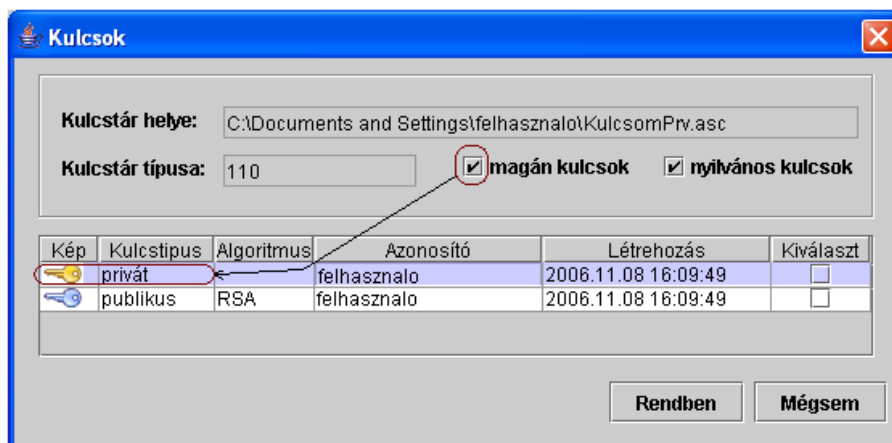 Kulcsok
Kulcstár helye: C:\Documents and Settings\felhasznalo\KulcsomPrv.asc
Kulcstár típusa: 110 magán kulcsok nyilvános kulcsok
Kép Kulcstipus Algoritmus Azonosító Létrehozás Kiválaszt
privát felhasznalo 2006.11.08 16:09:49
publikus RSA felhasznalo 2006.11.08 16:09:49
Rendben Mégsem